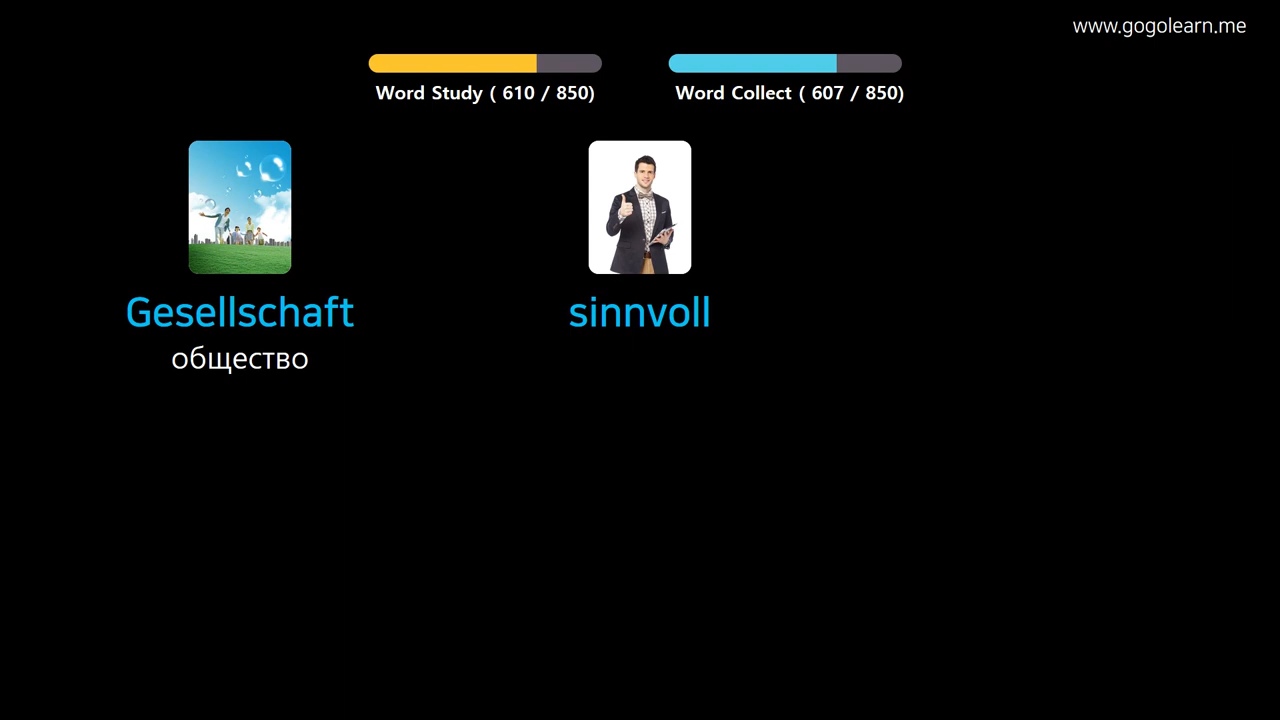 www.gogolearn.me
Word Study ( 610 / 850)
Word Collect ( 607 / 850)
Gesellschaft
общество
sinnvoll